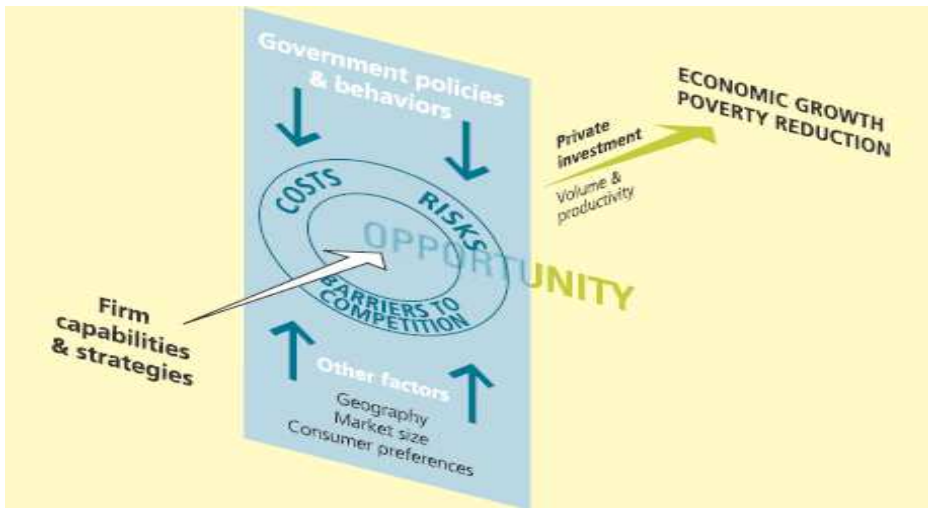 Government policies
& behaviors
COSTS
RISKS
OPPORTUNITY
BARRIERS TO
COMPETITION
Firm
capabilities
& strategies
Other factors
Geography
Market size
Consumer preferences
Private
investment
Volume &
productivity
ECONOMIC GROWTH
POVERTY REDUCTION